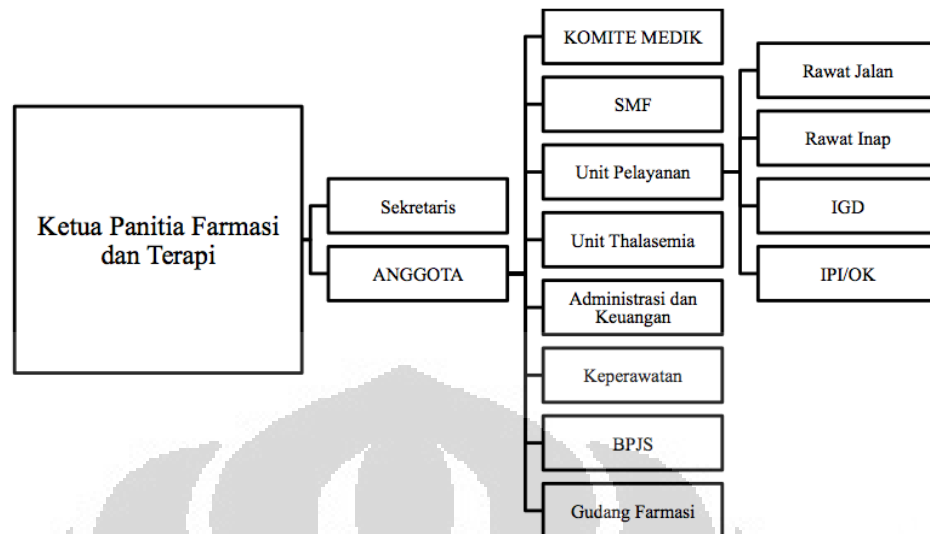 Ketua Panitia Farmasi
dan Terapi
Sekretaris
ANGGOTA
KOMITE MEDIK
SMF
Unit Pelayanan
Unit Thalasemia
Administrasi dan
Keuangan
Keperawatan
BPJS
Gudang Farmasi
Rawat Jalan
Rawat Inap
IGD
IPI/OK